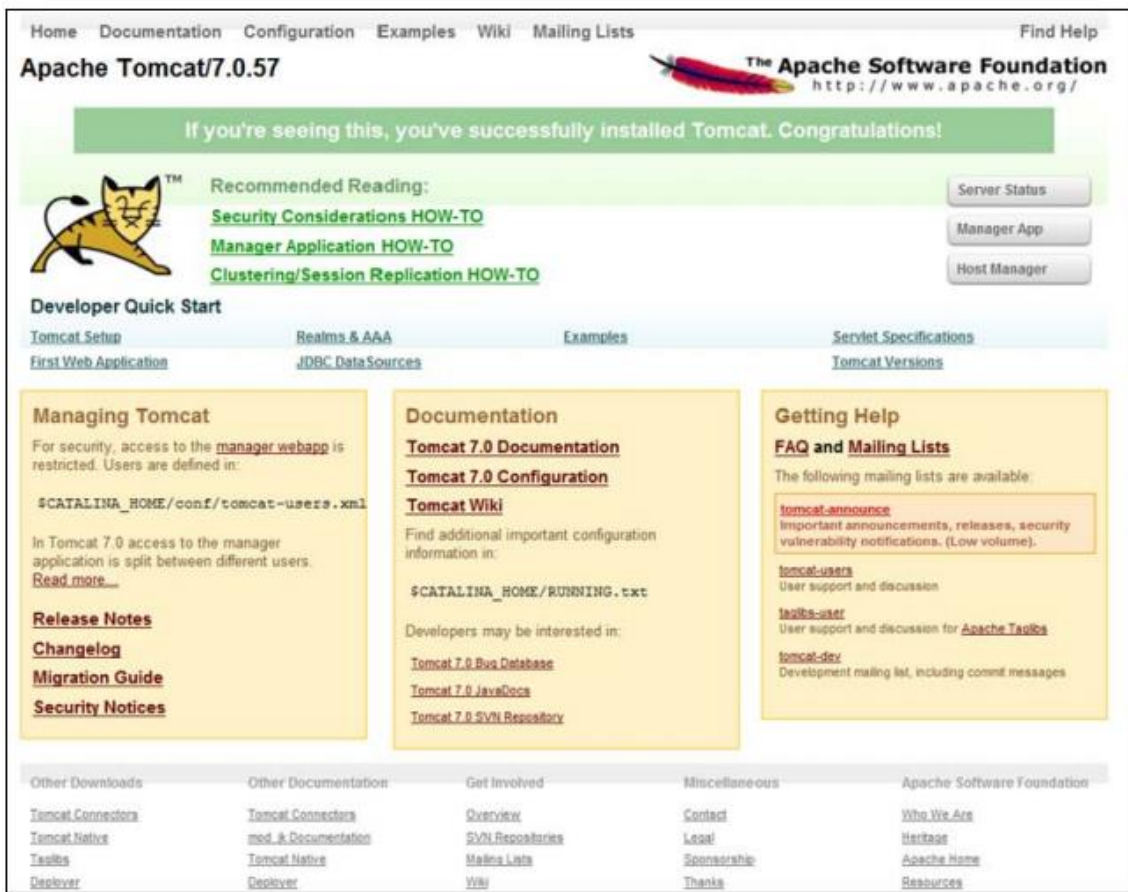 Home Documentation Configuration Examples Wiki Mailing Lists Find Help
Apache Tomcat/7.0.57
The Apache Software Foundation
http://www.apache.org/
If you're seeing this, you've successfully installed Tomcat. Congratulations!
TM
Recommended Reading:
Security Considerations HOW-TO
Manager Application HOW-TO
Clustering/Session Replication HOW-TO
Server Status
Manager App
Host Manager
Developer Quick Start
Tomcat Setup
First Web Application
Realms & AAA
JDBC DataSources
Examples
Servlet Specifications
Tomcat Versions
Managing Tomcat
For security, access to the manager webapp is
restricted. Users are defined in:
$CATALINA_HOME/conf/tomcat-users.xml
In Tomcat 7.0 access to the manager
application is split between different users.
Read more...
Release Notes
Changelog
Migration Guide
Security Notices
Documentation
Tomcat 7.0 Documentation
Tomcat 7.0 Configuration
Tomcat Wiki
Find additional important configuration
information in:
$CATALINA_HOME/RUNNING.txt
Developers may be interested in:
Tomcat 7.0 Bug Database
Tomcat 7.0 JavaDocs
Tomcat 7.0 SVN Repository
Getting Help
FAQ and Mailing Lists
The following mailing lists are available:
tomcat-announce
Important announcements, releases, security
vulnerability notifications. (Low volume).
tomcat-users
User support and discussion
taglibs-user
User support and discussion for Apache Taglibs
tomcat-dev
Development mailing list, including commit messages
Other Downloads
Tomcat Connectors
Tomcat Native
Taglibs
Deployer
Other Documentation
Tomcat Connectors
mod_jk Documentation
Tomcat Native
Deployer
Get Involved
Overview
SVN Repositories
Mailing Lists
Wiki
Miscellaneous
Contact
Legal
Sponsorship
Thanks
Apache Software Foundation
Who We Are
Heritage
Apache Home
Resources